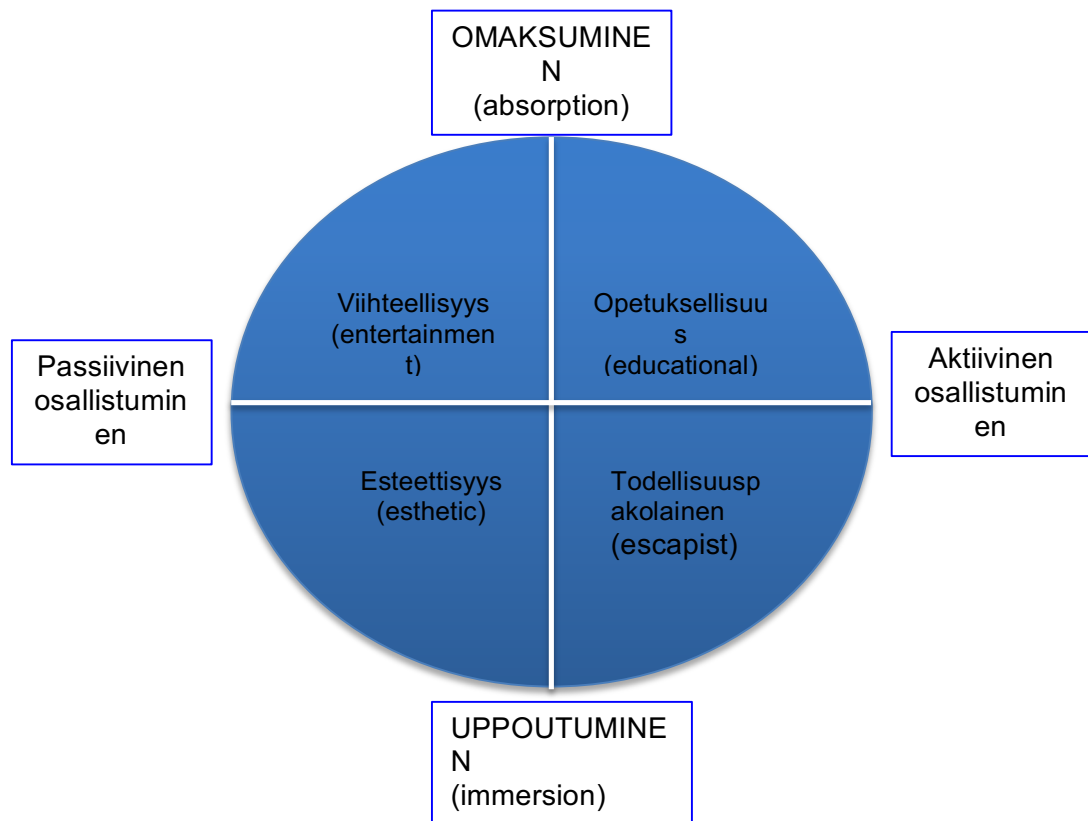 OMAKSUMINE
N
(absorption)
Viihteellisyys
(entertainmen
t)
Opetuksellisuu
s
(educational)
Passiivinen
osallistumin
en
Aktiivinen
osallistumin
en
Esteettisyys
(esthetic)
Todellisuusp
akolainen
(escapist)
UPPOUTUMINE
N
(immersion)